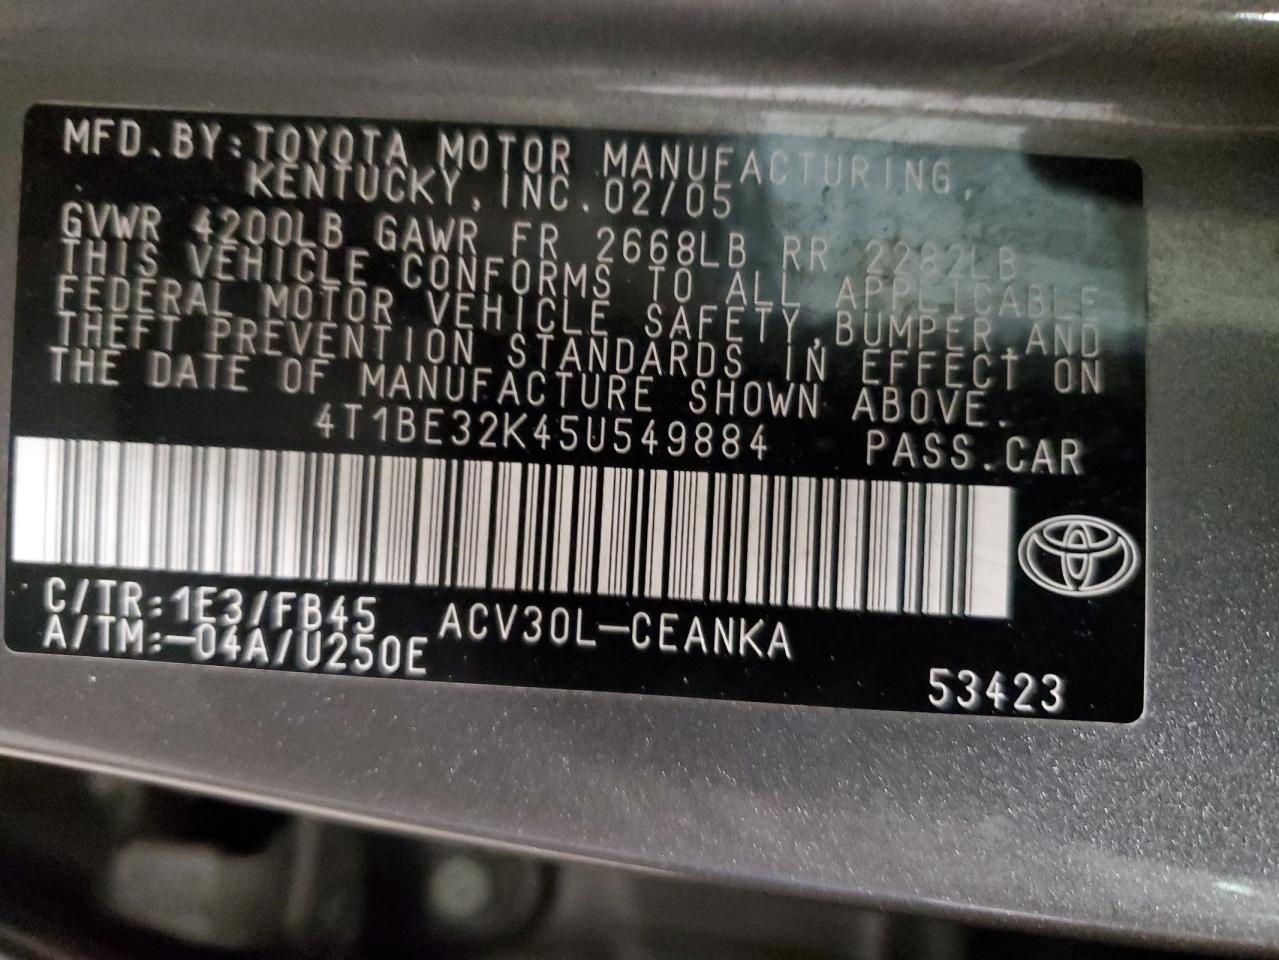 MFD.BY:TOYOTA MOTOR MANUFACTURING,
KENTUCKY,INC.02/05
GVWR 4200LB GAWR FR 2668LB RR 2282LB
THIS VEHICLE CONFORMS TO ALL APPLICABLE
FEDERAL MOTOR VEHICLE SAFETY,BUMPER,AND
THEFT PREVENTION STANDARDS IN EFFECT ON
THE DATE OF MANUFACTURE SHOWN ABOVE.
4T1BE32K45U549884 PASS.CAR
C/TR:1E3/FB45 ACV30L-CEANKA
A/TM:-04A/U250E
53423